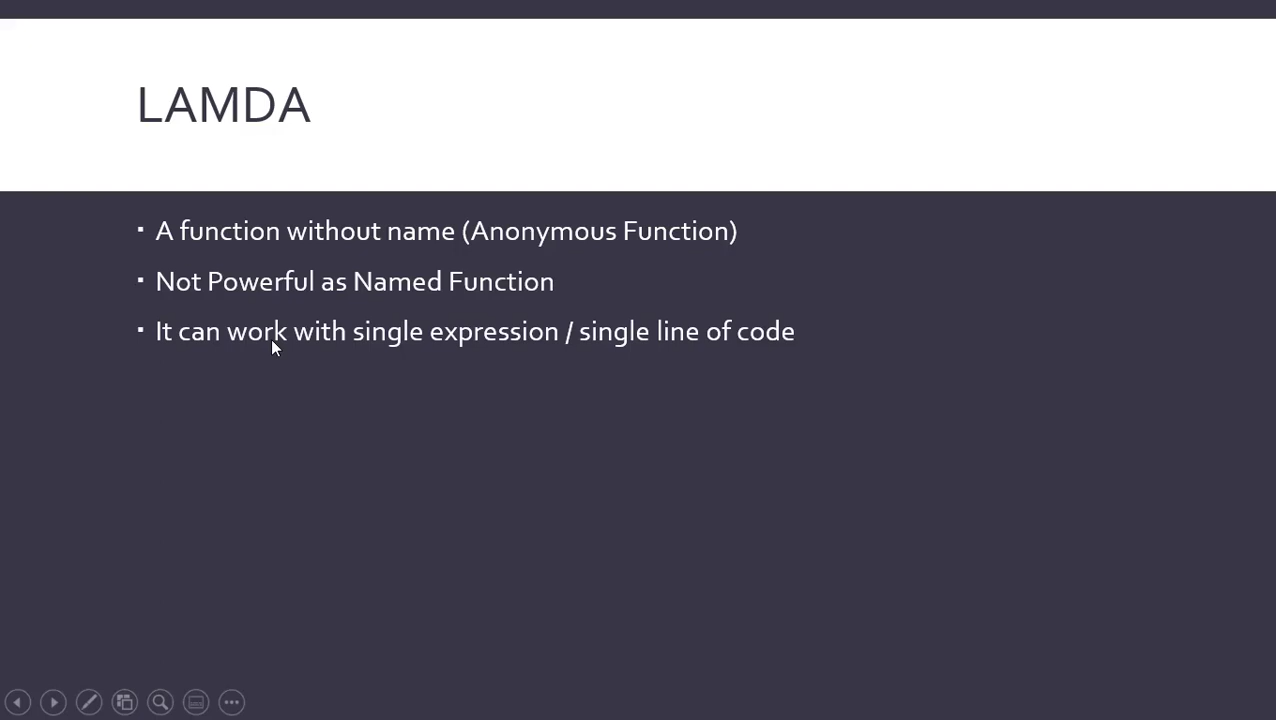 LAMDA
▪ A function without name (Anonymous Function)
▪ Not Powerful as Named Function
▪ It can work with single expression / single line of code